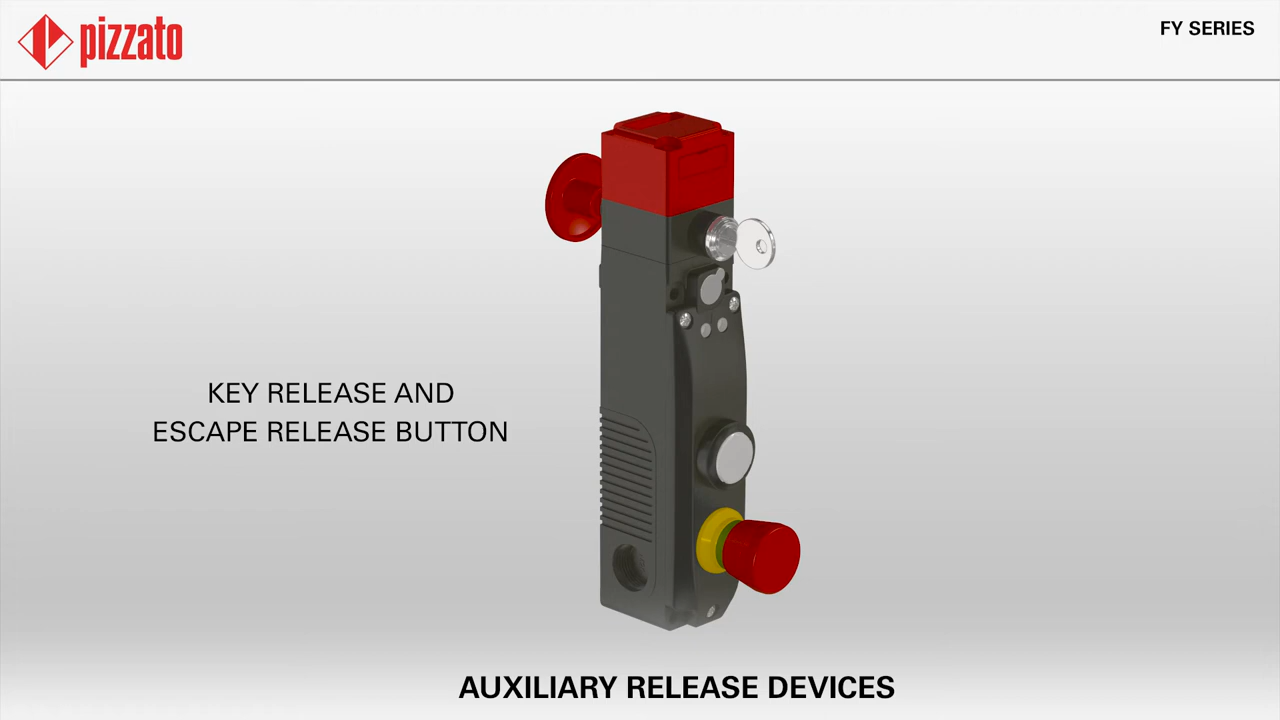 pizzato
FY SERIES
KEY RELEASE AND
ESCAPE RELEASE BUTTON
AUXILIARY RELEASE DEVICES